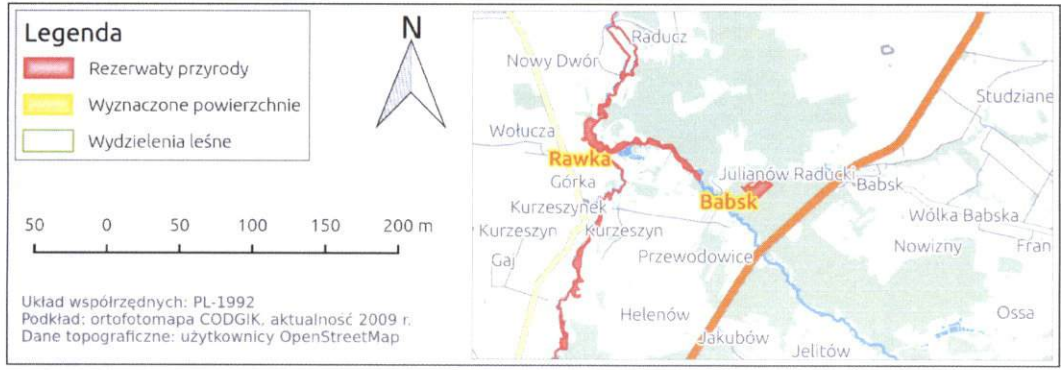 Legenda
Rezerwaty przyrody
Wyznaczone powierzchnie
Wydzielenia leśne
N
50 0 50 100 150 200 m
Układ współrzędnych: PL-1992
Podkład: ortofotomapa CODGIK, aktualność 2009 r.
Dane topograficzne: użytkownicy OpenStreetMap
Raducz
Nowy Dwór
Studziane
Wołucza
Rawka
Julianów Raducki
Górka
Babsk
Babsk
Kurzeszynek
Wólka Babska
Kurzeszyn
Kurzeszyn
Nowizny
Fran
Gaj
Przewodowice
Helenów
Ossa
Jakubów
Jelitów